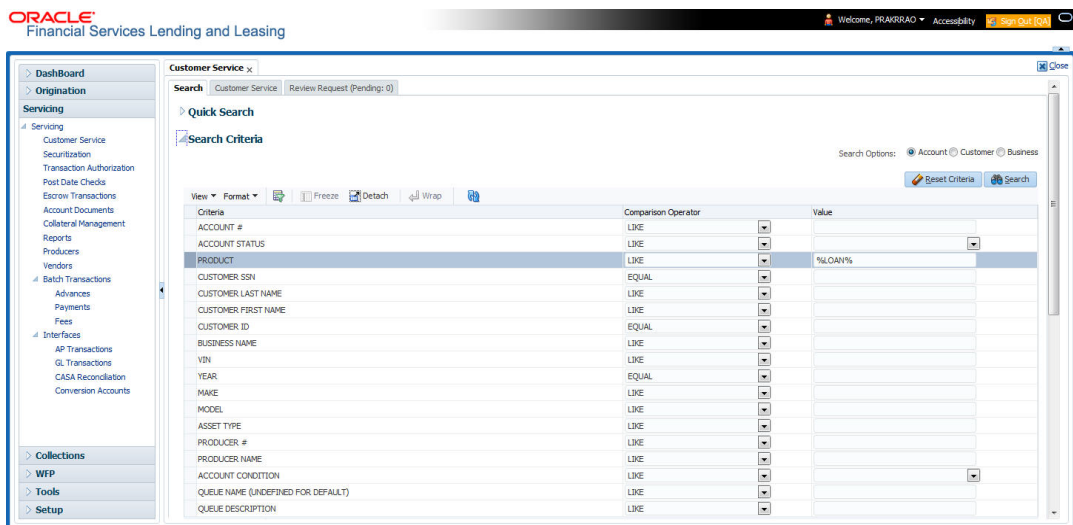 ORACLE
Financial Services Lending and Leasing
Welcome, PRAKRRAO Accessibility Sign Out [QA]
Close
DashBoard
Origination
Servicing
Servicing
Customer Service
Securitization
Transaction Authorization
Post Date Checks
Escrow Transactions
Account Documents
Collateral Management
Reports
Producers
Vendors
Batch Transactions
Advances
Payments
Fees
Interfaces
AP Transactions
GL Transactions
CASA Reconciliation
Conversion Accounts
Collections
WFP
Tools
Setup
Customer Service
Search Customer Service Review Request (Pending: 0)
Quick Search
Search Criteria
Search Options: Account Customer Business
Reset Criteria Search
View Format Freeze Detach Wrap
Criteria Comparison Operator Value
ACCOUNT # LIKE
ACCOUNT STATUS LIKE
PRODUCT LIKE %LOAN%
CUSTOMER SSN EQUAL
CUSTOMER LAST NAME LIKE
CUSTOMER FIRST NAME LIKE
CUSTOMER ID EQUAL
BUSINESS NAME LIKE
VIN LIKE
YEAR EQUAL
MAKE LIKE
MODEL LIKE
ASSET TYPE LIKE
PRODUCER # LIKE
PRODUCER NAME LIKE
ACCOUNT CONDITION LIKE
QUEUE NAME (UNDEFINED FOR DEFAULT) LIKE
QUEUE DESCRIPTION LIKE